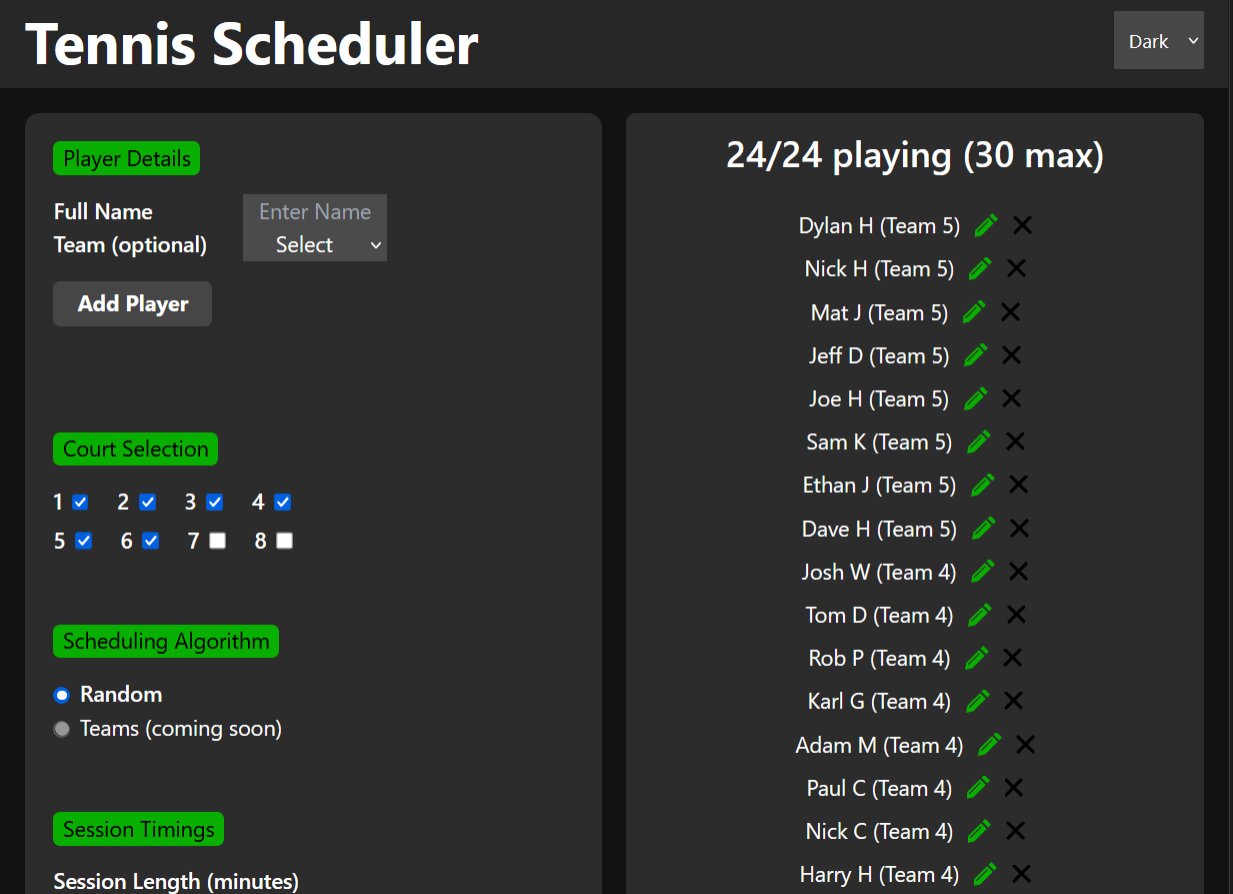 Tennis Scheduler
Dark
Player Details
Full Name
Enter Name
Team (optional)
Select
Add Player
Court Selection
1 2 3 4
5 6 7 8
Scheduling Algorithm
Random
Teams (coming soon)
Session Timings
Session Length (minutes)
24/24 playing (30 max)
Dylan H (Team 5)
Nick H (Team 5)
Mat J (Team 5)
Jeff D (Team 5)
Joe H (Team 5)
Sam K (Team 5)
Ethan J (Team 5)
Dave H (Team 5)
Josh W (Team 4)
Tom D (Team 4)
Rob P (Team 4)
Karl G (Team 4)
Adam M (Team 4)
Paul C (Team 4)
Nick C (Team 4)
Harry H (Team 4)